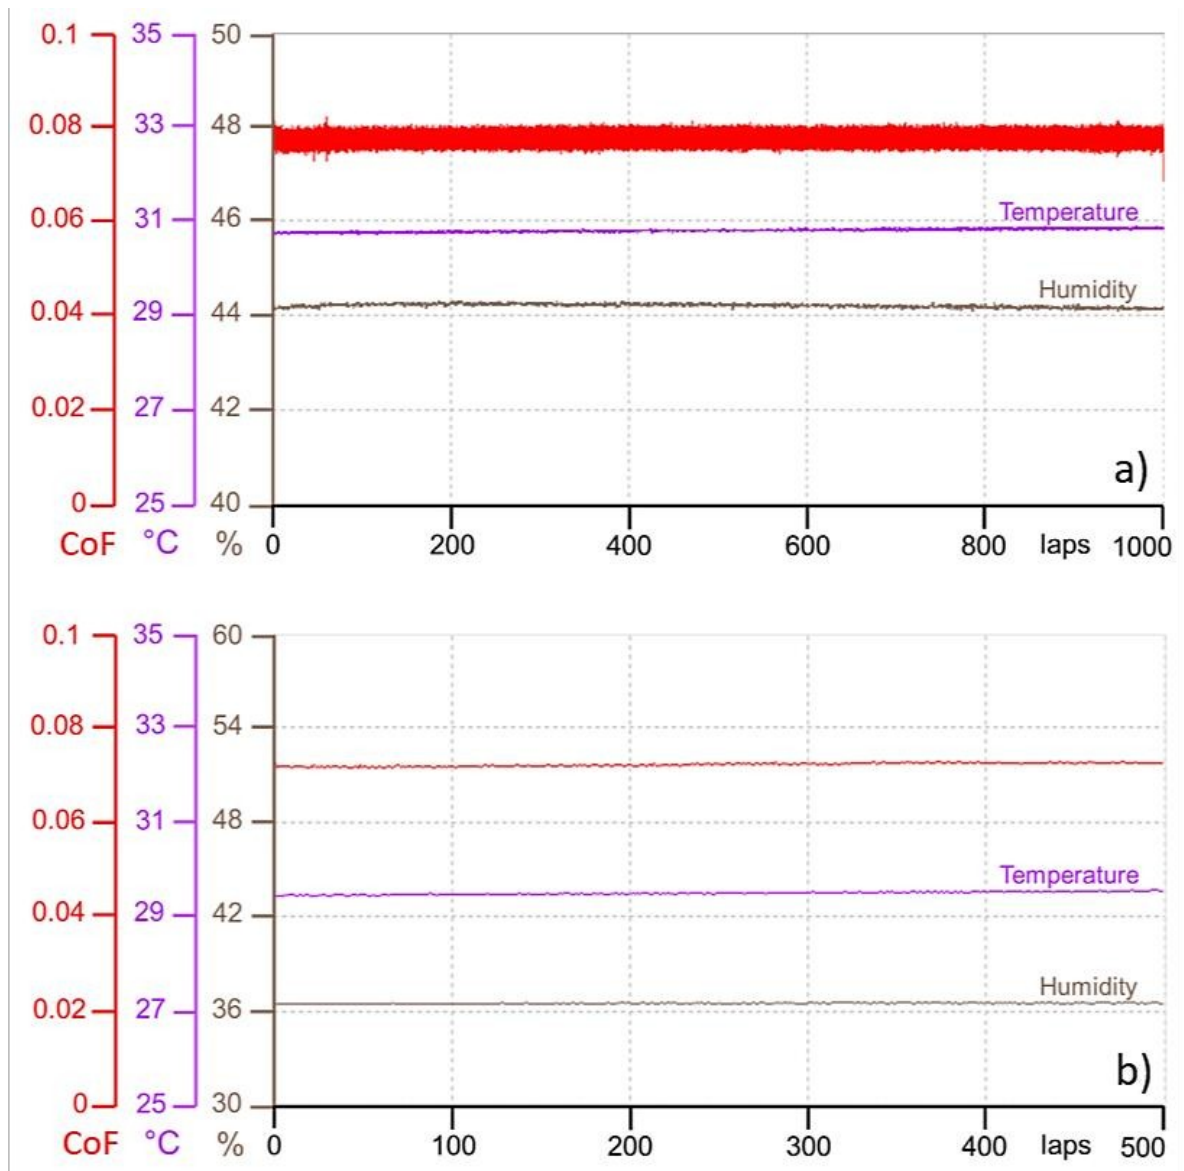 0.1 35 50
0.08 33 48
0.06 31 46
Temperature
Humidity
0.04 29 44
0.02 27 42
a)
0 25 40
CoF °C % 0 200 400 600 800 laps 1000
0.1 35 60
0.08 33 54
0.06 31 48
Temperature
0.04 29 42
Humidity
0.02 27 36
b)
0 25 30
CoF °C % 0 100 200 300 400 laps 500